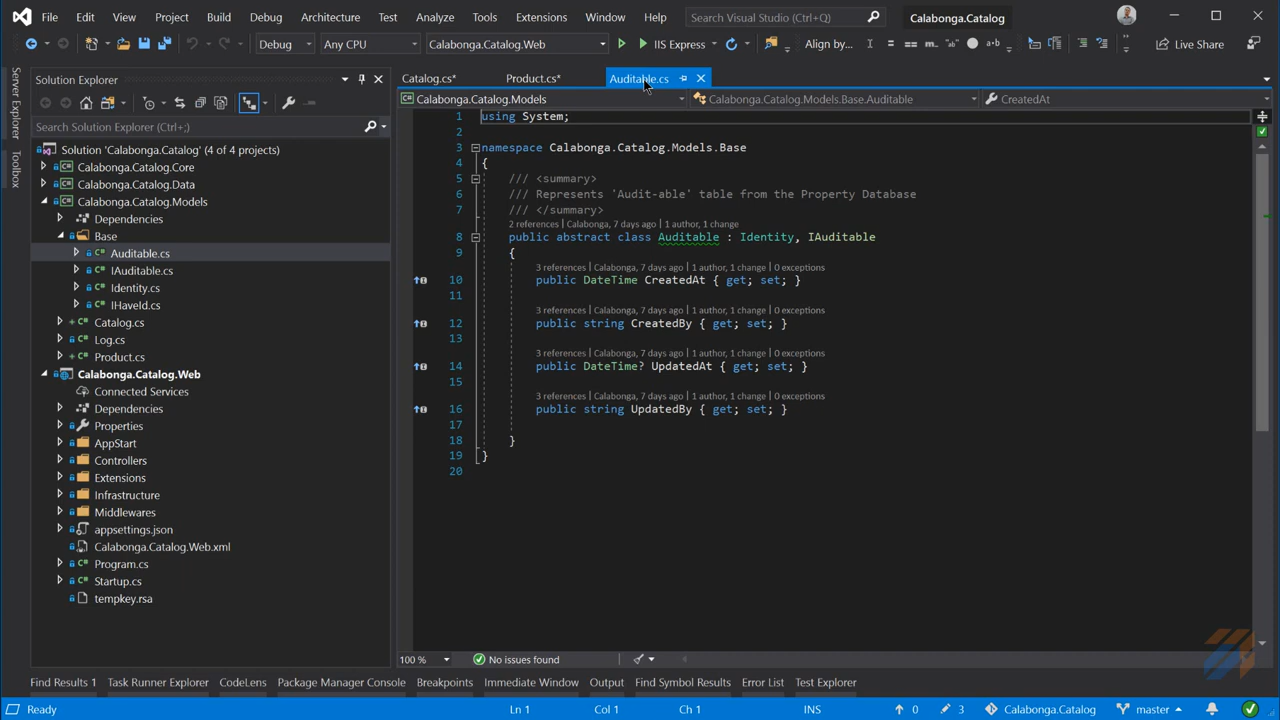 File Edit View Project Build Debug Architecture Test Analyze Tools Extensions Window Help Search Visual Studio (Ctrl+Q) Calabonga.Catalog
Debug Any CPU Calabonga.Catalog.Web IIS Express Align by... Live Share
Server Explorer
Toolbox
Solution Explorer
Search Solution Explorer (Ctrl+;)
Solution 'Calabonga.Catalog' (4 of 4 projects)
Calabonga.Catalog.Core
Calabonga.Catalog.Data
Calabonga.Catalog.Models
Dependencies
Base
Auditable.cs
IAuditable.cs
Identity.cs
IHaveId.cs
Catalog.cs
Log.cs
Product.cs
Calabonga.Catalog.Web
Connected Services
Dependencies
Properties
AppStart
Controllers
Extensions
Infrastructure
Middlewares
appsettings.json
Calabonga.Catalog.Web.xml
Program.cs
Startup.cs
tempkey.rsa
Catalog.cs* Product.cs* Auditable.cs
Calabonga.Catalog.Models Calabonga.Catalog.Models.Base.Auditable CreatedAt
1 using System;
2
3 namespace Calabonga.Catalog.Models.Base
4 {
5 /// <summary>
6 /// Represents 'Audit-able' table from the Property Database
7 /// </summary>
2 references | Calabonga, 7 days ago | 1 author, 1 change
8 public abstract class Auditable : Identity, IAuditable
9 {
3 references | Calabonga, 7 days ago | 1 author, 1 change | 0 exceptions
10 public DateTime CreatedAt { get; set; }
11
3 references | Calabonga, 7 days ago | 1 author, 1 change | 0 exceptions
12 public string CreatedBy { get; set; }
13
3 references | Calabonga, 7 days ago | 1 author, 1 change | 0 exceptions
14 public DateTime? UpdatedAt { get; set; }
15
3 references | Calabonga, 7 days ago | 1 author, 1 change | 0 exceptions
16 public string UpdatedBy { get; set; }
17
18 }
19 }
20
100 % No issues found
Find Results 1 Task Runner Explorer CodeLens Package Manager Console Breakpoints Immediate Window Output Find Symbol Results Error List Test Explorer
Ready Ln 1 Col 1 Ch 1 INS 0 3 Calabonga.Catalog master